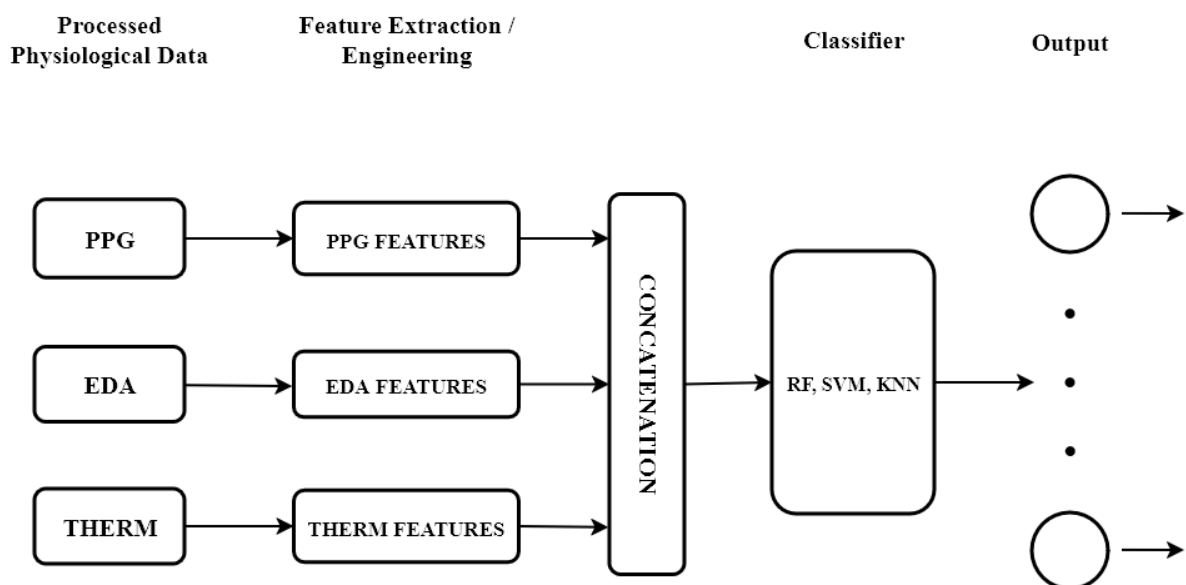 Processed
Physiological Data
Feature Extraction /
Engineering
Classifier
Output
PPG
PPG FEATURES
EDA
EDA FEATURES
THERM
THERM FEATURES
CONCATENATION
RF, SVM, KNN